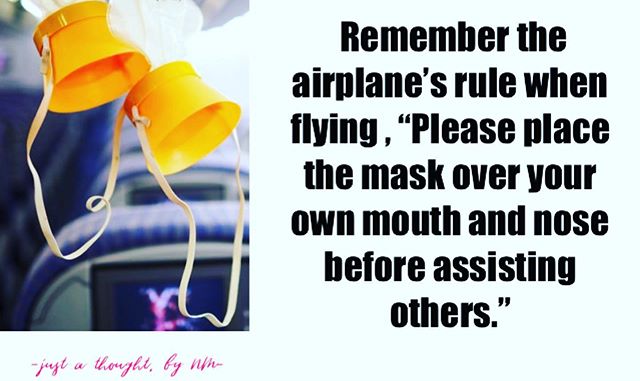 Remember the
airplane’s rule when
flying , “Please place
the mask over your
own mouth and nose
before assisting
others.”
-just a thought. by NM-